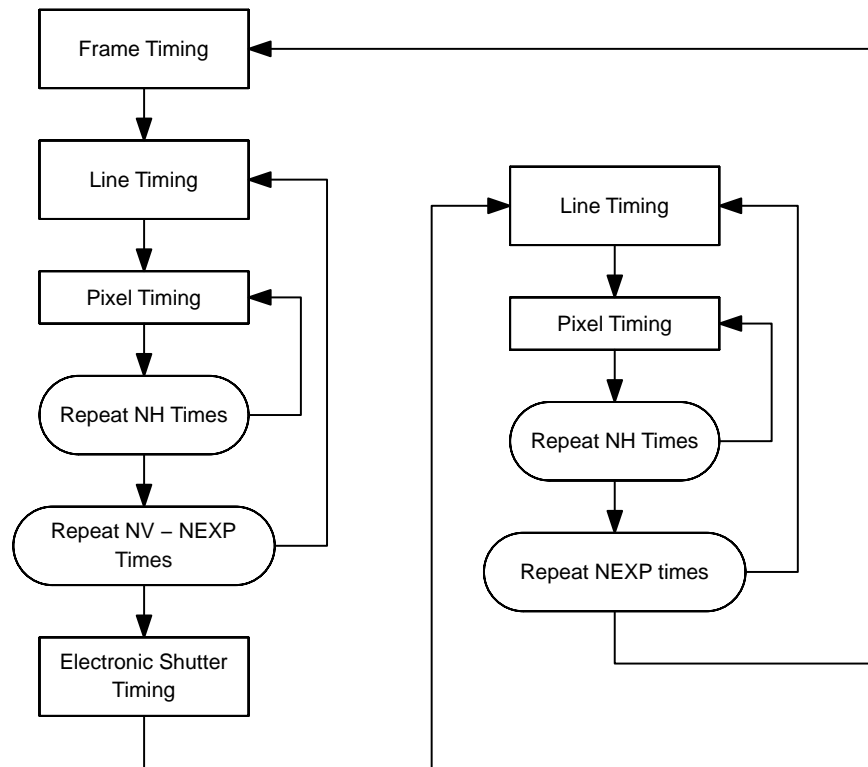 Frame Timing
Line Timing
Pixel Timing
Repeat NH Times
Repeat NV – NEXP
Times
Electronic Shutter
Timing
Line Timing
Pixel Timing
Repeat NH Times
Repeat NEXP times